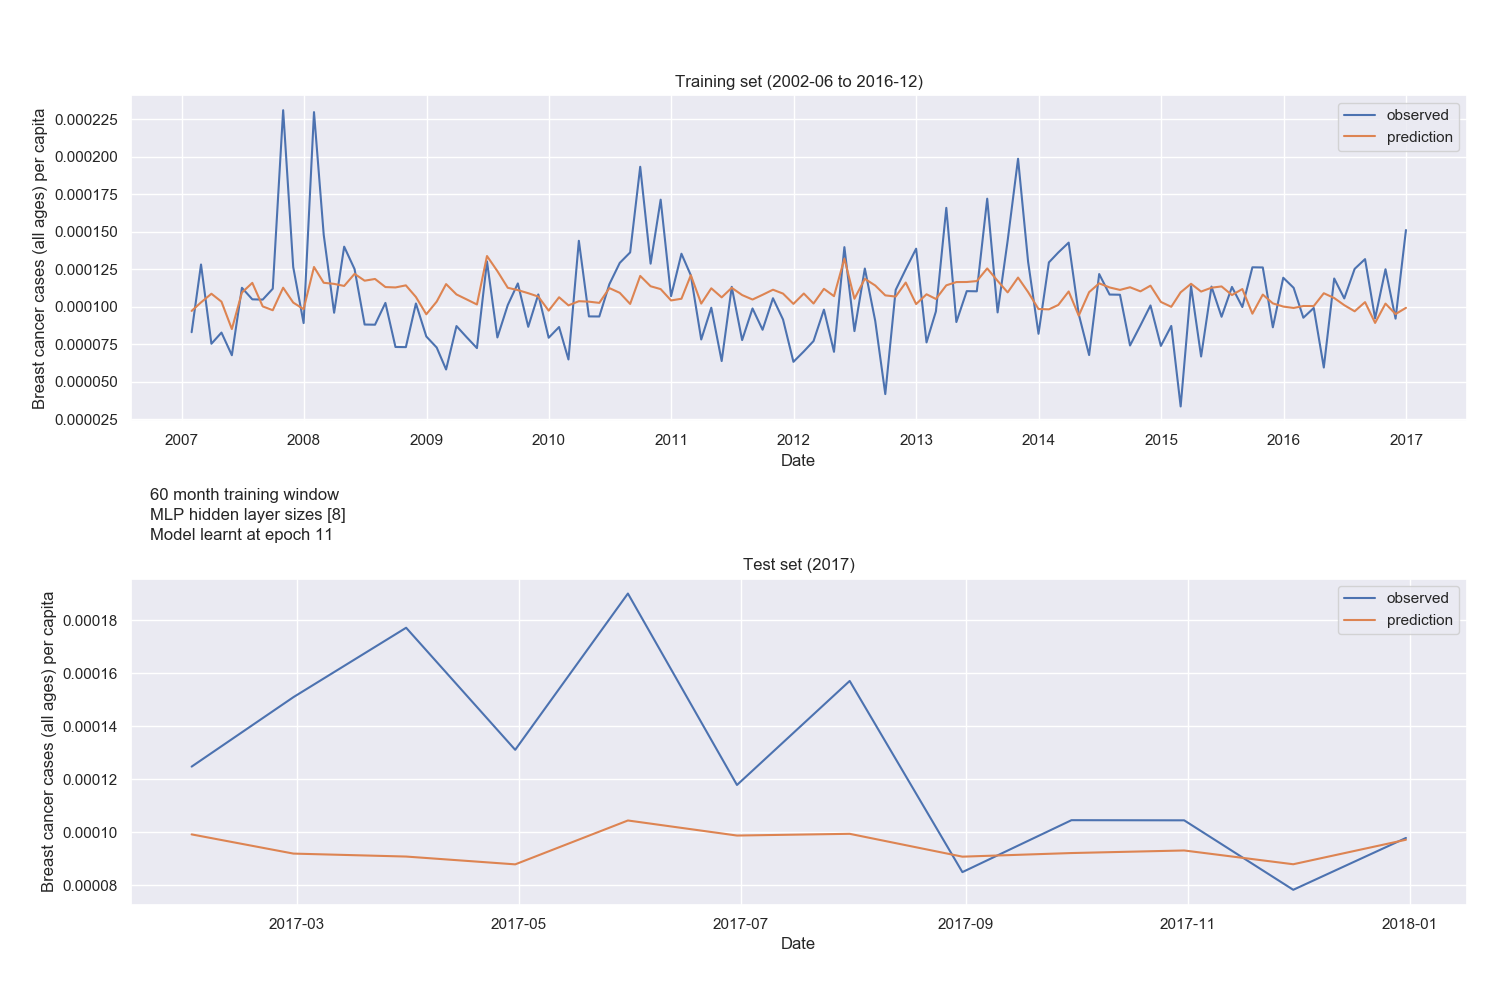 Training set (2002-06 to 2016-12)
Breast cancer cases (all ages) per capita
0.000225
0.000200
0.000175
0.000150
0.000125
0.000100
0.000075
0.000050
0.000025
observed
prediction
2007 2008 2009 2010 2011 2012 2013 2014 2015 2016 2017
Date
60 month training window
MLP hidden layer sizes [8]
Model learnt at epoch 11
Test set (2017)
Breast cancer cases (all ages) per capita
0.00018
0.00016
0.00014
0.00012
0.00010
0.00008
observed
prediction
2017-03 2017-05 2017-07 2017-09 2017-11 2018-01
Date